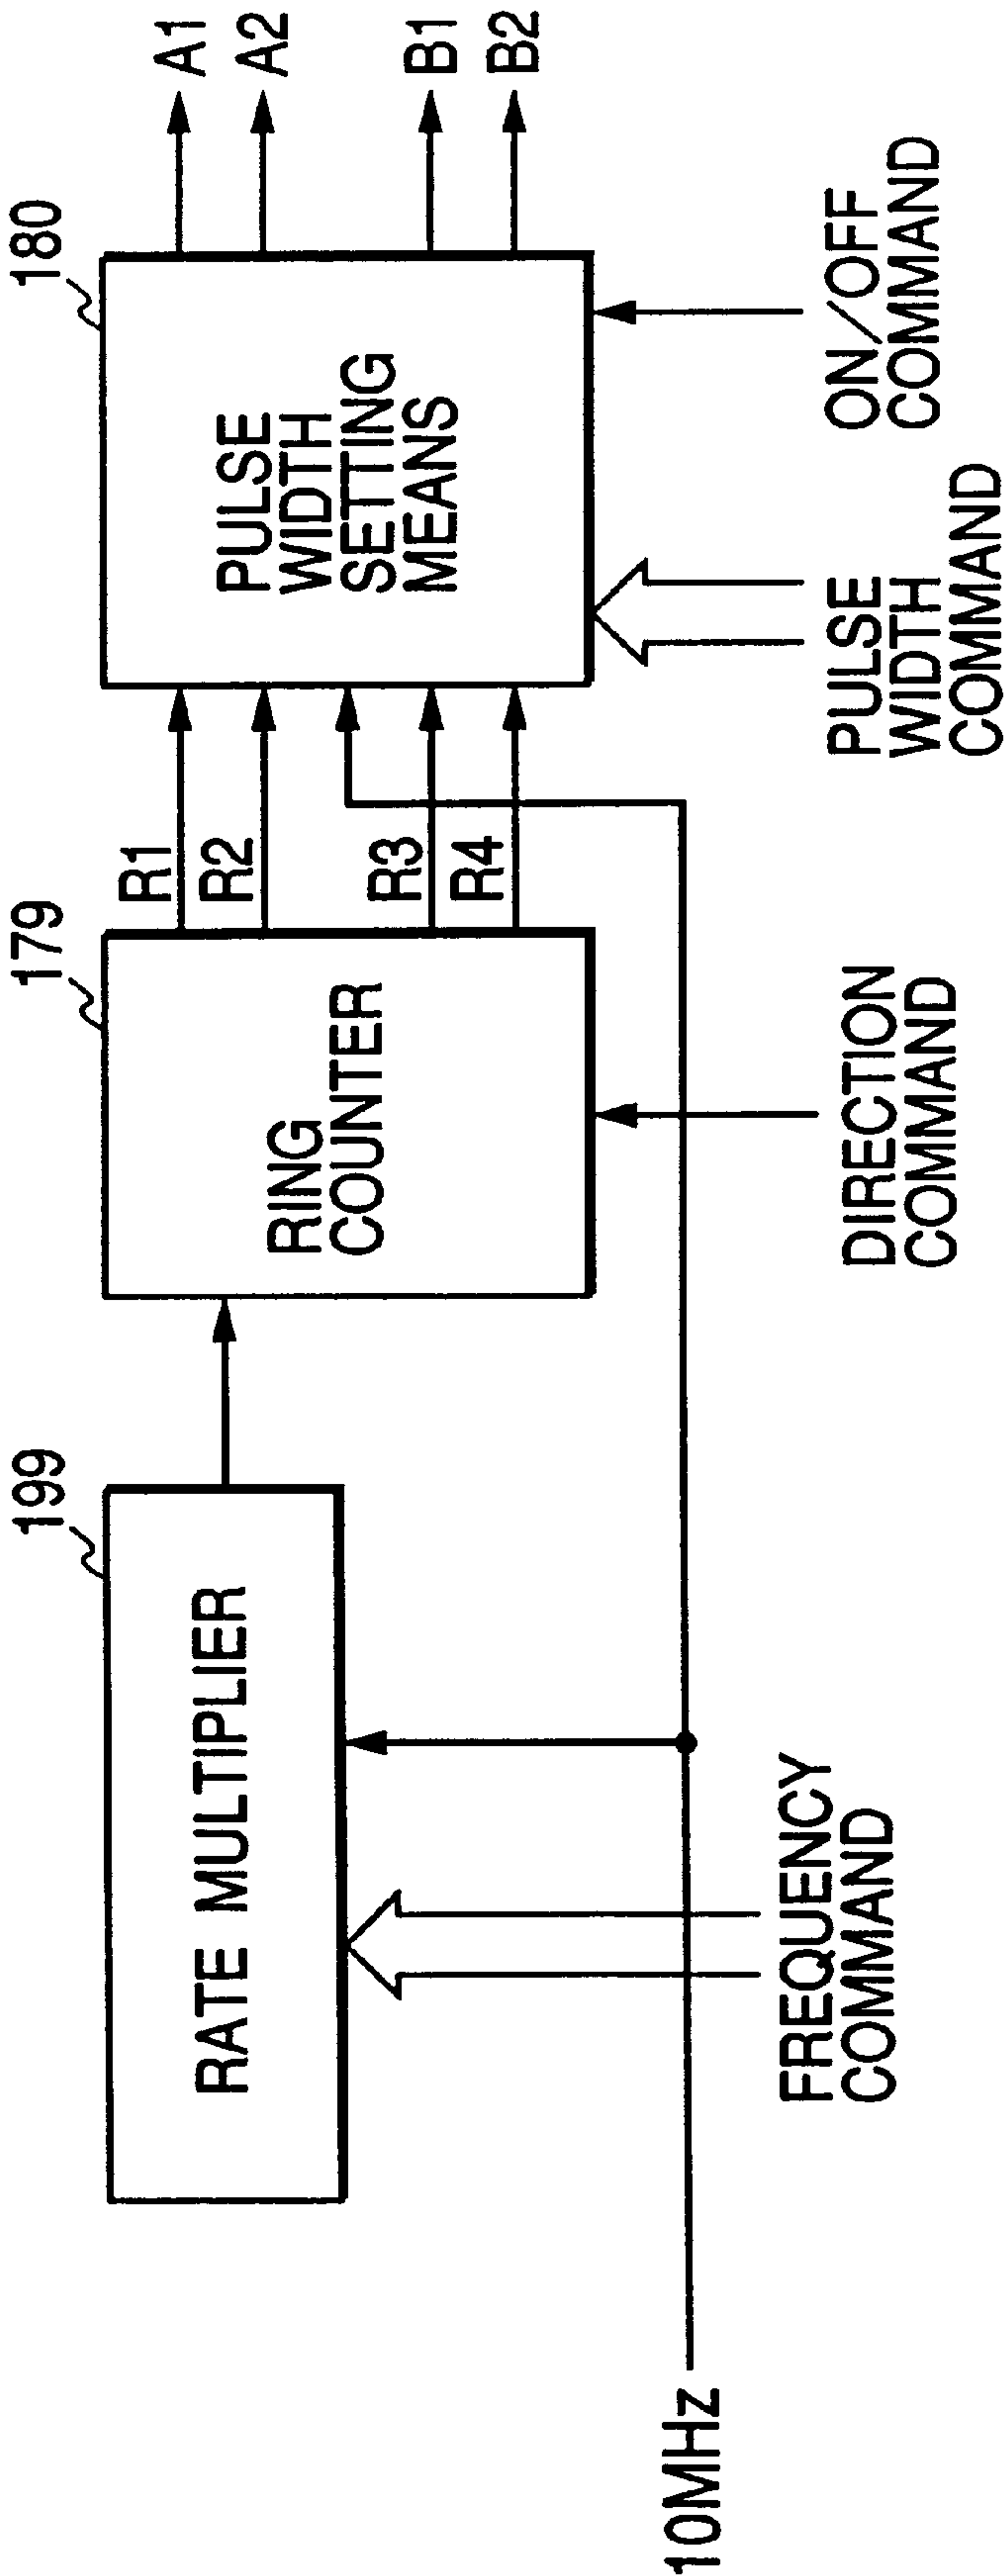 199
RATE MULTIPLIER
179
RING
COUNTER
180
PULSE
WIDTH
SETTING
MEANS
R1
R2
R3
R4
A1
A2
B1
B2
10MHz
FREQUENCY
COMMAND
DIRECTION
COMMAND
PULSE
WIDTH
COMMAND
ON/OFF
COMMAND